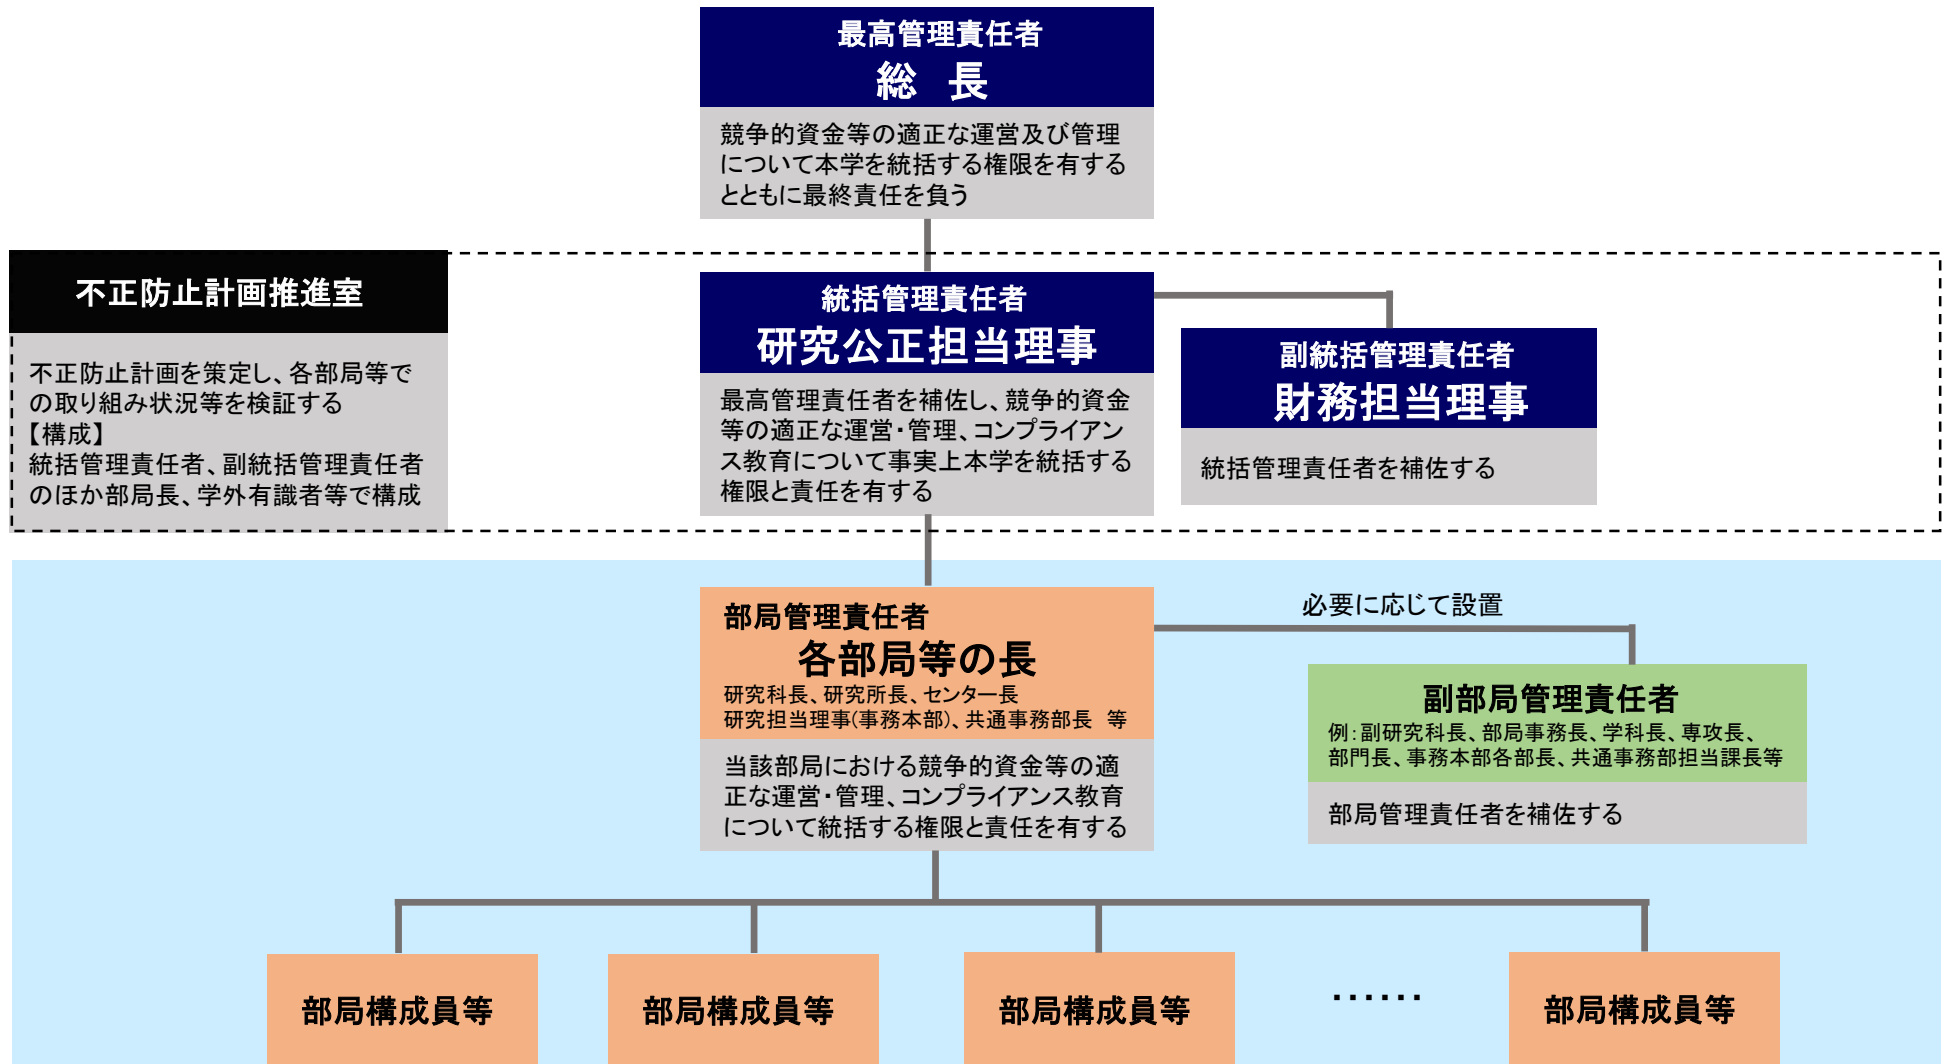 最高管理責任者
総　長
競争的資金等の適正な運営及び管理
について本学を統括する権限を有する
とともに最終責任を負う
不正防止計画推進室
不正防止計画を策定し、各部局等で
の取り組み状況等を検証する
【構成】
統括管理責任者、副統括管理責任者
のほか部局長、学外有識者等で構成
統括管理責任者
研究公正担当理事
最高管理責任者を補佐し、競争的資金
等の適正な運営・管理、コンプライアン
ス教育について事実上本学を統括する
権限と責任を有する
副統括管理責任者
財務担当理事
統括管理責任者を補佐する
部局管理責任者
各部局等の長
研究科長、研究所長、センター長
研究担当理事(事務本部)、共通事務部長　等
当該部局における競争的資金等の適
正な運営・管理、コンプライアンス教育
について統括する権限と責任を有する
必要に応じて設置
副部局管理責任者
例：副研究科長、部局事務長、学科長、専攻長、
部門長、事務本部各部長、共通事務部担当課長等
部局管理責任者を補佐する
部局構成員等
部局構成員等
部局構成員等
······
部局構成員等